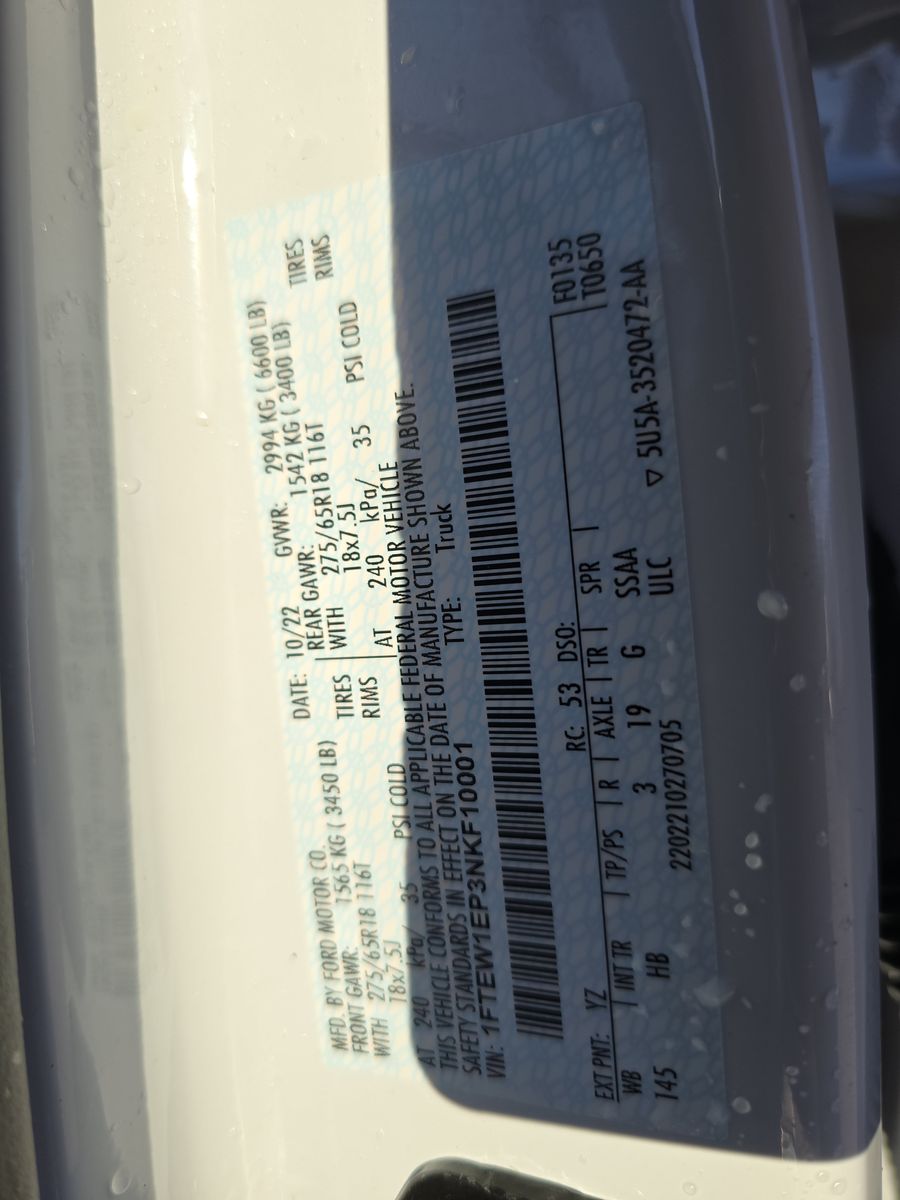 MFD. BY FORD MOTOR CO. DATE: 10/22 GVWR: 2994 KG ( 6600 LB)
FRONT GAWR: 1565 KG ( 3450 LB) REAR GAWR: 1542 KG ( 3400 LB)
WITH 275/65R18 116T TIRES WITH 275/65R18 116T TIRES
18x7.5J RIMS 18x7.5J RIMS
AT 240 kPa/ 35 PSI COLD AT 240 kPa/ 35 PSI COLD
THIS VEHICLE CONFORMS TO ALL APPLICABLE FEDERAL MOTOR VEHICLE
SAFETY STANDARDS IN EFFECT ON THE DATE OF MANUFACTURE SHOWN ABOVE.
VIN: 1FTEW1EP3NKF10001 TYPE: Truck
EXT PNT: YZ RC: 53 DSO: F0135
WB INT TR TP/PS R AXLE TR SPR T0650
145 HB 3 19 G SSAA
ULC
2202210270705 ▽ 5U5A-3520472-AA